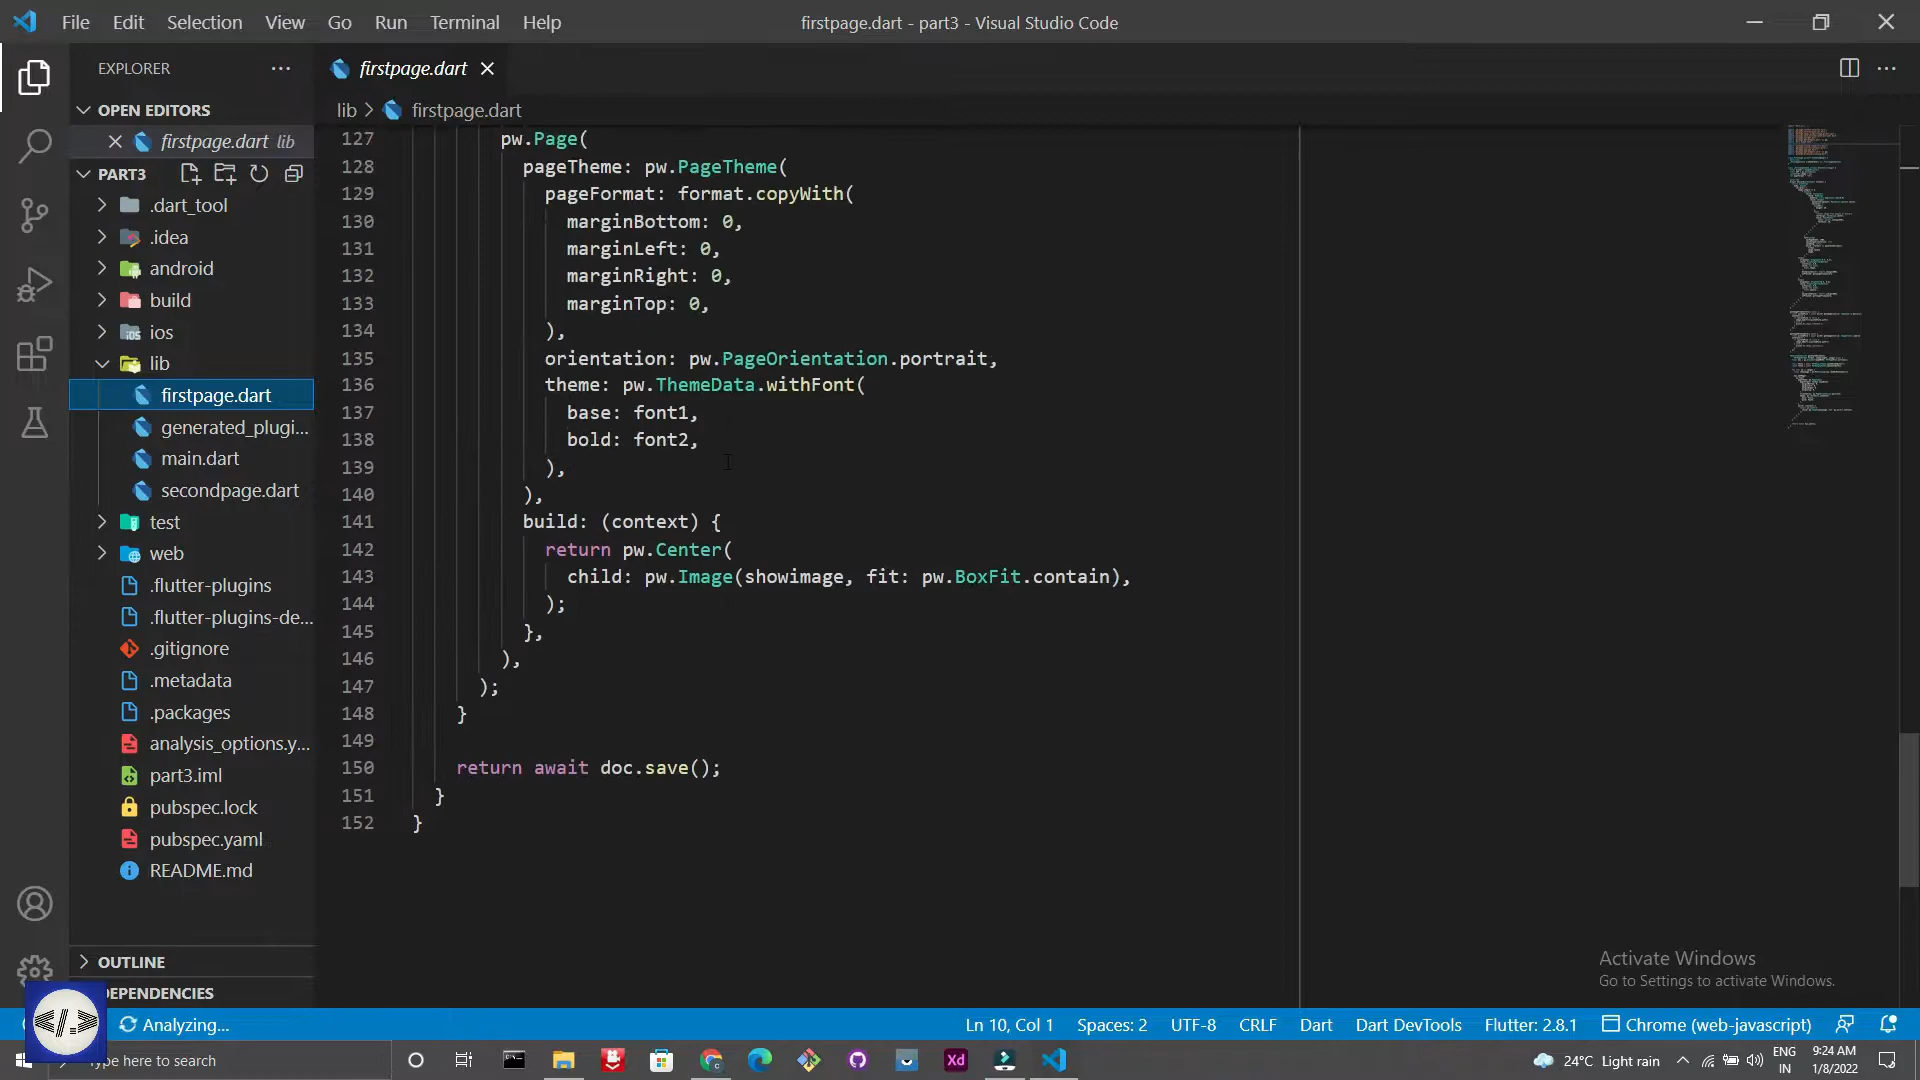 File Edit Selection View Go Run Terminal Help
firstpage.dart - part3 - Visual Studio Code
EXPLORER
OPEN EDITORS
firstpage.dart lib
PART3
.dart_tool
.idea
android
build
ios
lib
firstpage.dart
generated_plugi...
main.dart
secondpage.dart
test
web
.flutter-plugins
.flutter-plugins-de...
.gitignore
.metadata
.packages
analysis_options.y...
part3.iml
pubspec.lock
pubspec.yaml
README.md
OUTLINE
DEPENDENCIES
firstpage.dart
lib > firstpage.dart
127 pw.Page(
128 pageTheme: pw.PageTheme(
129 pageFormat: format.copyWith(
130 marginBottom: 0,
131 marginLeft: 0,
132 marginRight: 0,
133 marginTop: 0,
134 ),
135 orientation: pw.PageOrientation.portrait,
136 theme: pw.ThemeData.withFont(
137 base: font1,
138 bold: font2,
139 ),
140 ),
141 build: (context) {
142 return pw.Center(
143 child: pw.Image(showimage, fit: pw.BoxFit.contain),
144 );
145 },
146 ),
147 );
148 }
149
150 return await doc.save();
151 }
152 }
Activate Windows
Go to Settings to activate Windows.
</.>
Analyzing...
Ln 10, Col 1 Spaces: 2 UTF-8 CRLF Dart Dart DevTools Flutter: 2.8.1 Chrome (web-javascript)
ype here to search
Xd
24°C Light rain
ENG
IN
9:24 AM
1/8/2022